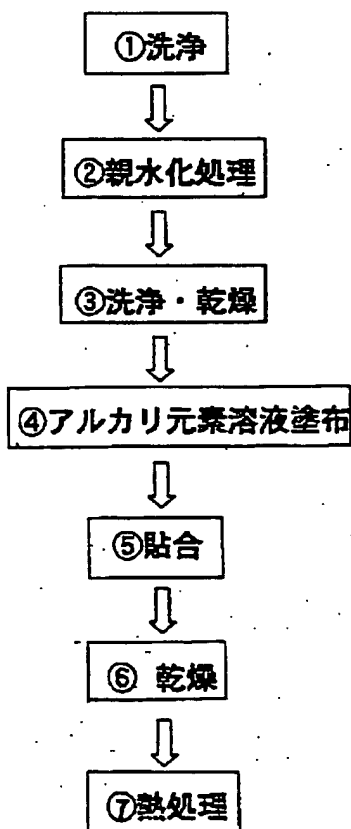 ①洗浄
②親水化処理
③洗浄・乾燥
④アルカリ元素溶液塗布
⑤貼合
⑥ 乾燥
⑦熱処理